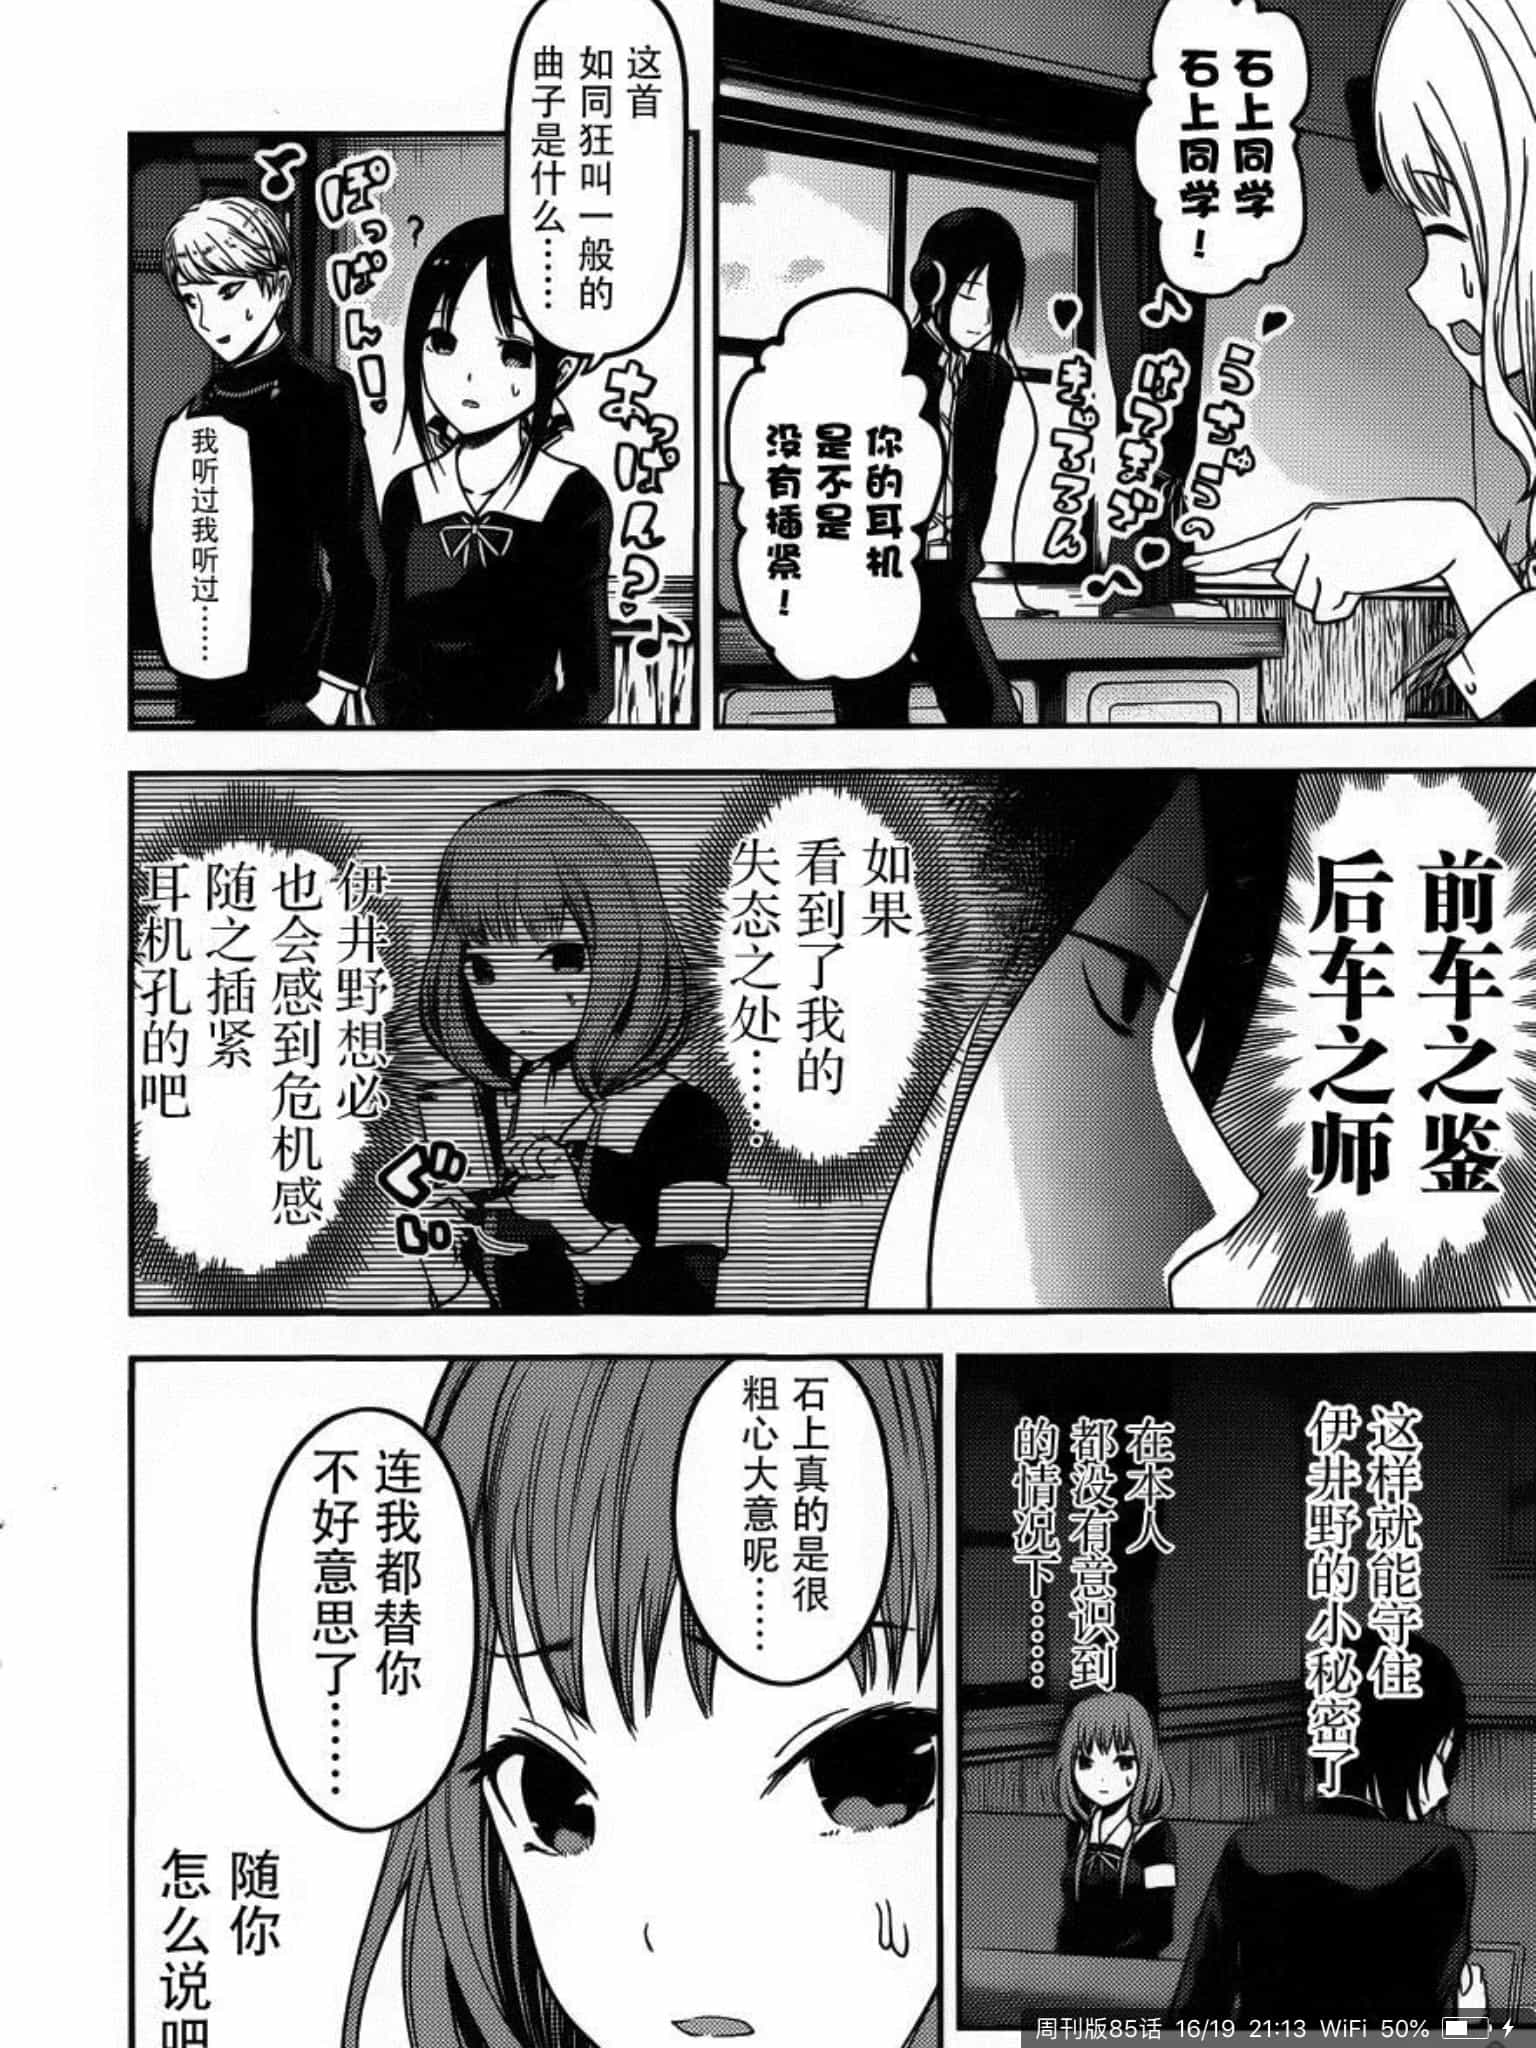 石上同学
石上同学！
うちゅうの
はてまで
きゅるるん
你的耳机
是不是
没有插紧！
这首
如同狂叫一般的
曲子是什么……
あっぱん？
ぱっぱん！
？
我听过我听过……
前车之鉴
后车之师
如果
看到了我的
失态之处……
伊井野想必
也会感到危机感
随之插紧
耳机孔的吧
这样就能守住
伊井野的小秘密了
在本人
都没有意识到
的情况下……
石上真的是很
粗心大意呢……
连我都替你
不好意思了……
随你
怎么说吧
周刊版85话 16/19 21:13 WiFi 50%